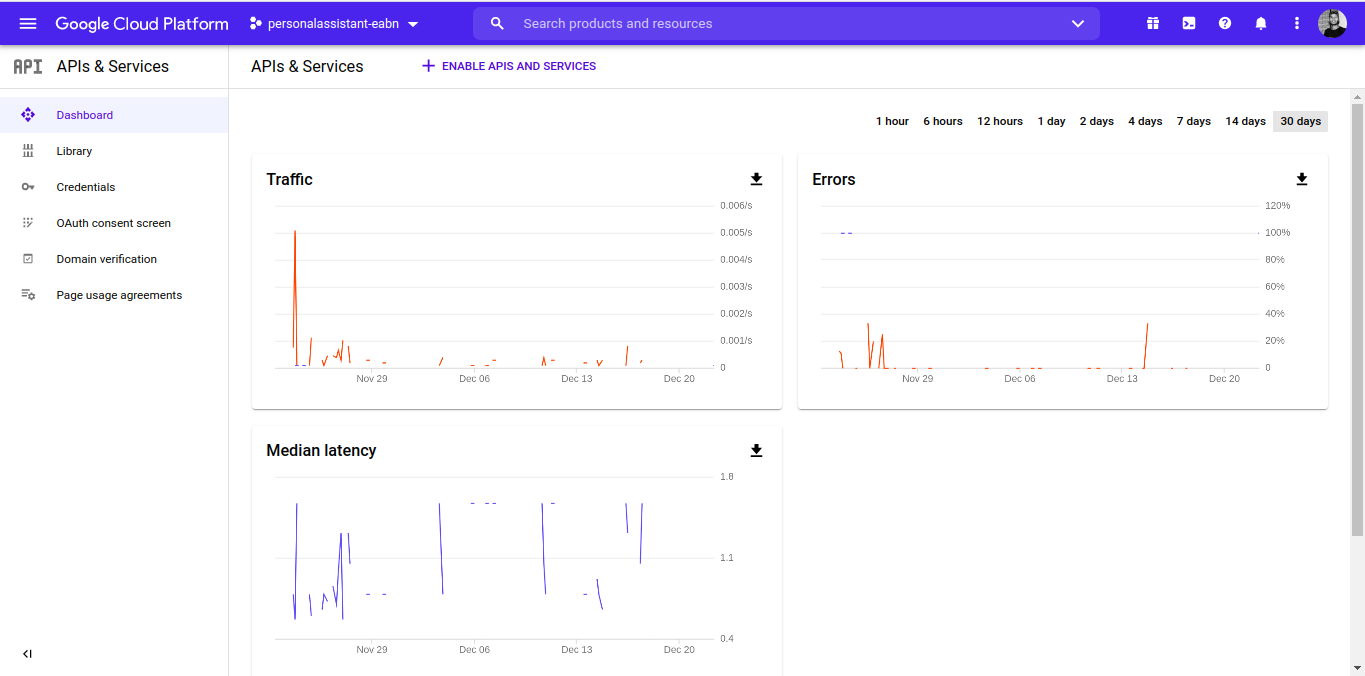 Google Cloud Platform personalassistant-eabn Search products and resources
API APIs & Services
APIs & Services ENABLE APIS AND SERVICES
Dashboard
Library
Credentials
OAuth consent screen
Domain verification
Page usage agreements
1 hour 6 hours 12 hours 1 day 2 days 4 days 7 days 14 days 30 days
Traffic
0.006/s
0.005/s
0.004/s
0.003/s
0.002/s
0.001/s
0
Nov 29 Dec 06 Dec 13 Dec 20
Errors
120%
100%
80%
60%
40%
20%
0
Nov 29 Dec 06 Dec 13 Dec 20
Median latency
1.8
1.1
0.4
Nov 29 Dec 06 Dec 13 Dec 20